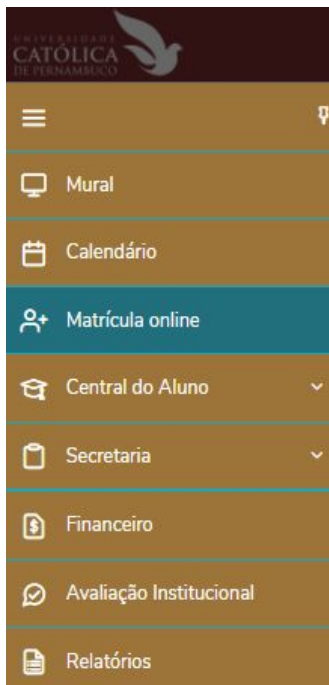 UNIVERSIDADE
CATÓLICA
DE PERNAMBUCO
Mural
Calendário
Matrícula online
Central do Aluno
Secretaria
Financeiro
Avaliação Institucional
Relatórios